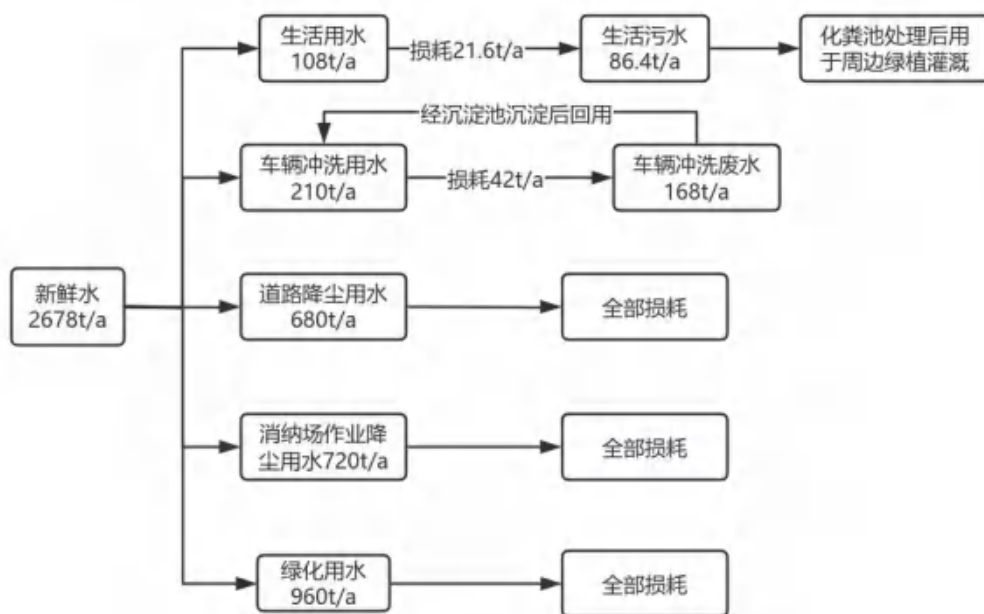 生活用水
108t/a
损耗21.6t/a
生活污水
86.4t/a
化粪池处理后用
于周边绿植灌溉
经沉淀池沉淀后回用
车辆冲洗用水
210t/a
损耗42t/a
车辆冲洗废水
168t/a
新鲜水
2678t/a
道路降尘用水
680t/a
全部损耗
消纳场作业降
尘用水720t/a
全部损耗
绿化用水
960t/a
全部损耗